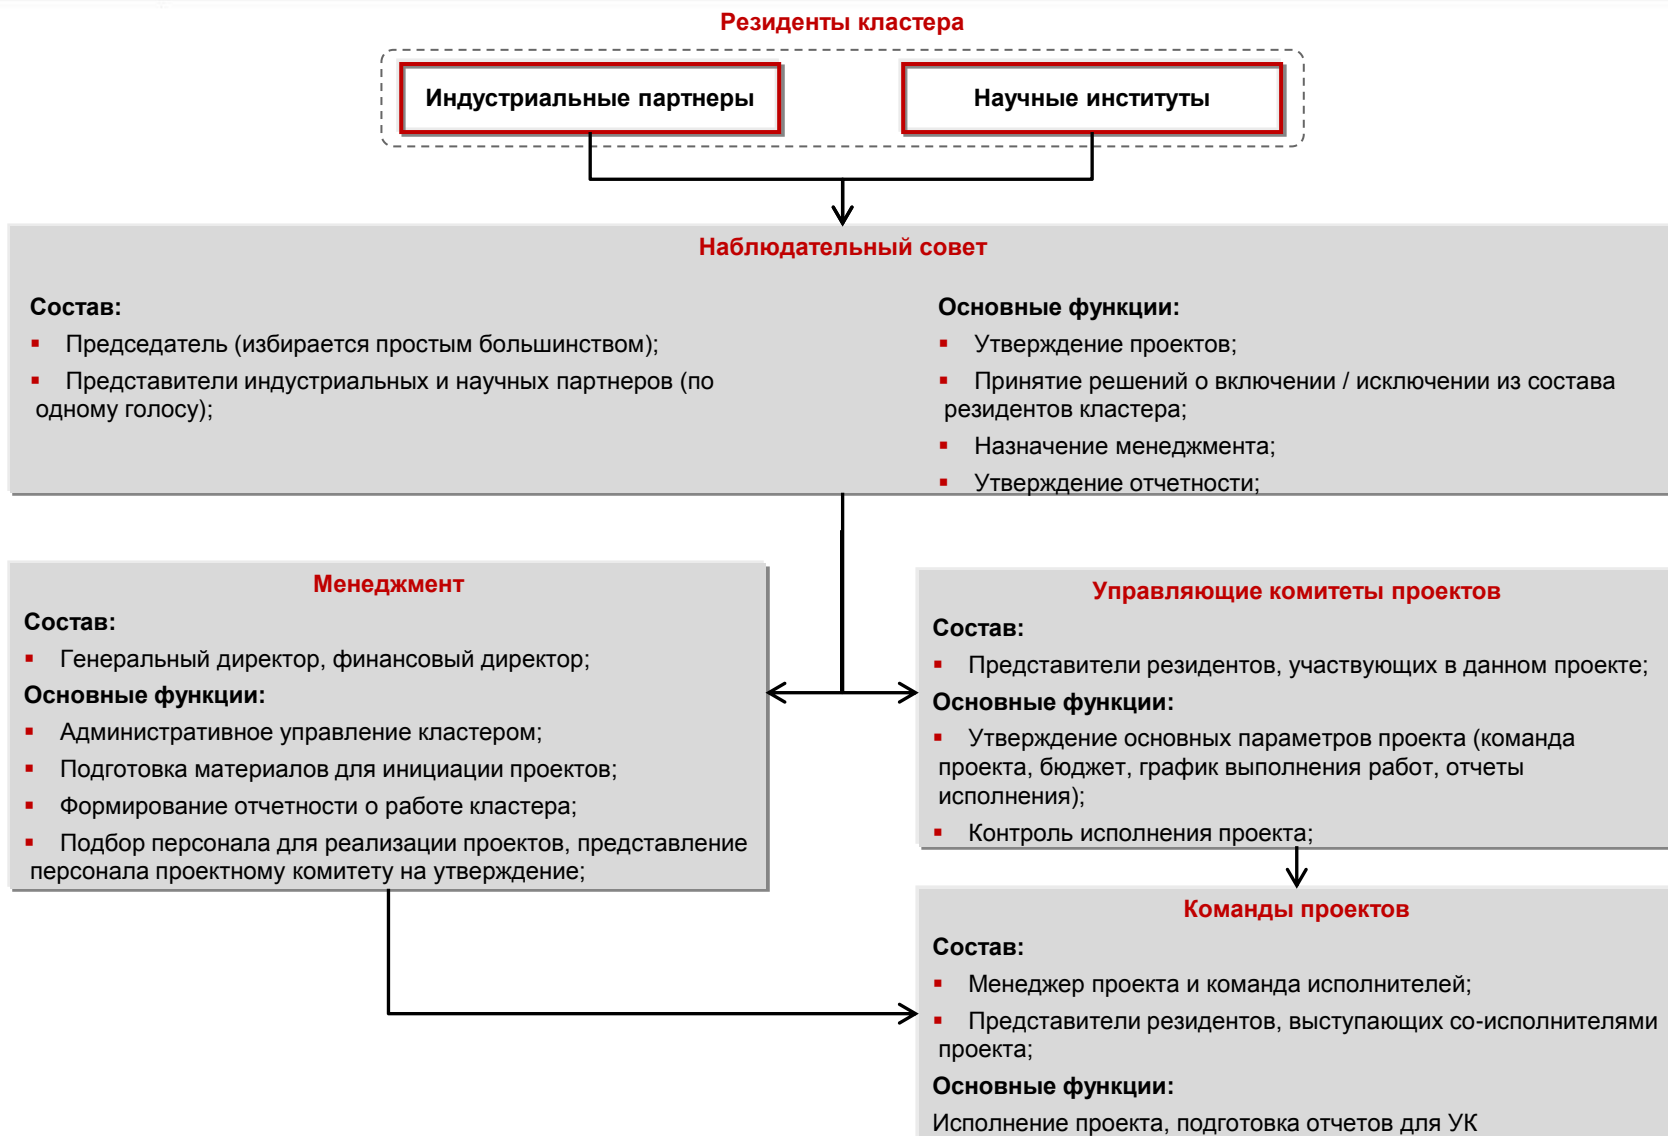 Резиденты кластера
Индустриальные партнеры
Научные институты
Наблюдательный совет
Состав:
▪ Председатель (избирается простым большинством);
▪ Представители индустриальных и научных партнеров (по
одному голосу);
Основные функции:
▪ Утверждение проектов;
▪ Принятие решений о включении / исключении из состава
резидентов кластера;
▪ Назначение менеджмента;
▪ Утверждение отчетности;
Менеджмент
Состав:
▪ Генеральный директор, финансовый директор;
Основные функции:
▪ Административное управление кластером;
▪ Подготовка материалов для инициации проектов;
▪ Формирование отчетности о работе кластера;
▪ Подбор персонала для реализации проектов, представление
персонала проектному комитету на утверждение;
Управляющие комитеты проектов
Состав:
▪ Представители резидентов, участвующих в данном проекте;
Основные функции:
▪ Утверждение основных параметров проекта (команда
проекта, бюджет, график выполнения работ, отчеты
исполнения);
▪ Контроль исполнения проекта;
Команды проектов
Состав:
▪ Менеджер проекта и команда исполнителей;
▪ Представители резидентов, выступающих со-исполнителями
проекта;
Основные функции:
Исполнение проекта, подготовка отчетов для УК